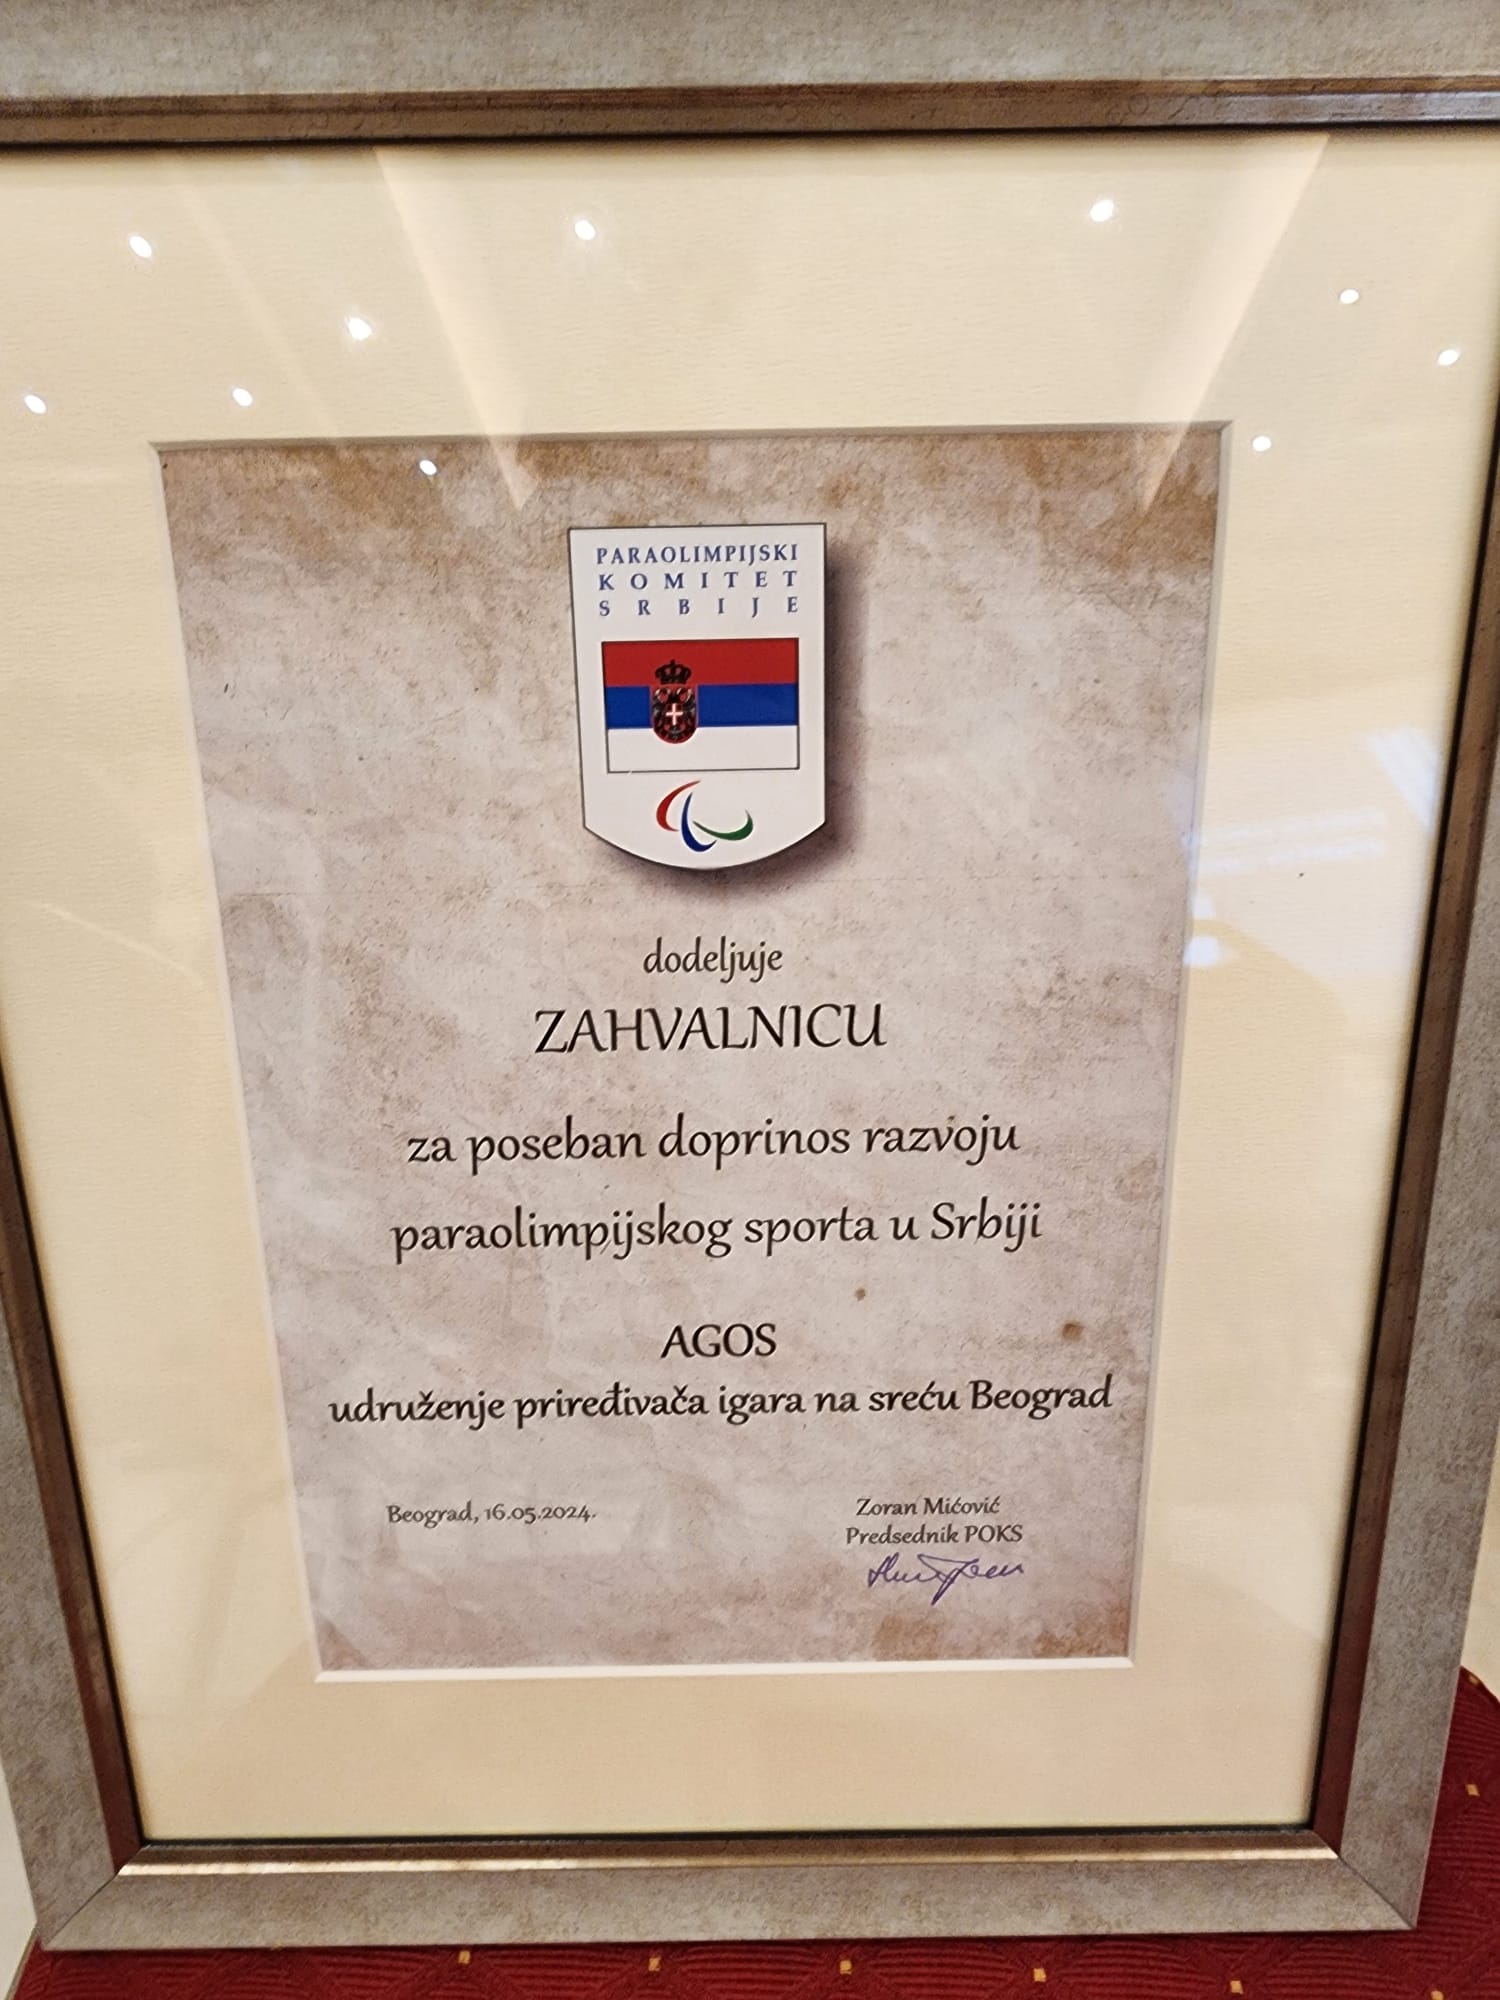 PARAOLIMPIJSKI
KOMITET
SRBIJE
dodeljuje
ZAHVALNICU
za poseban doprinos razvoju
paraolimpijskog sporta u Srbiji
AGOS
udruženje priređivača igara na sreću Beograd
Beograd, 16.05.2024.
Zoran Mićović
Predsednik POKS